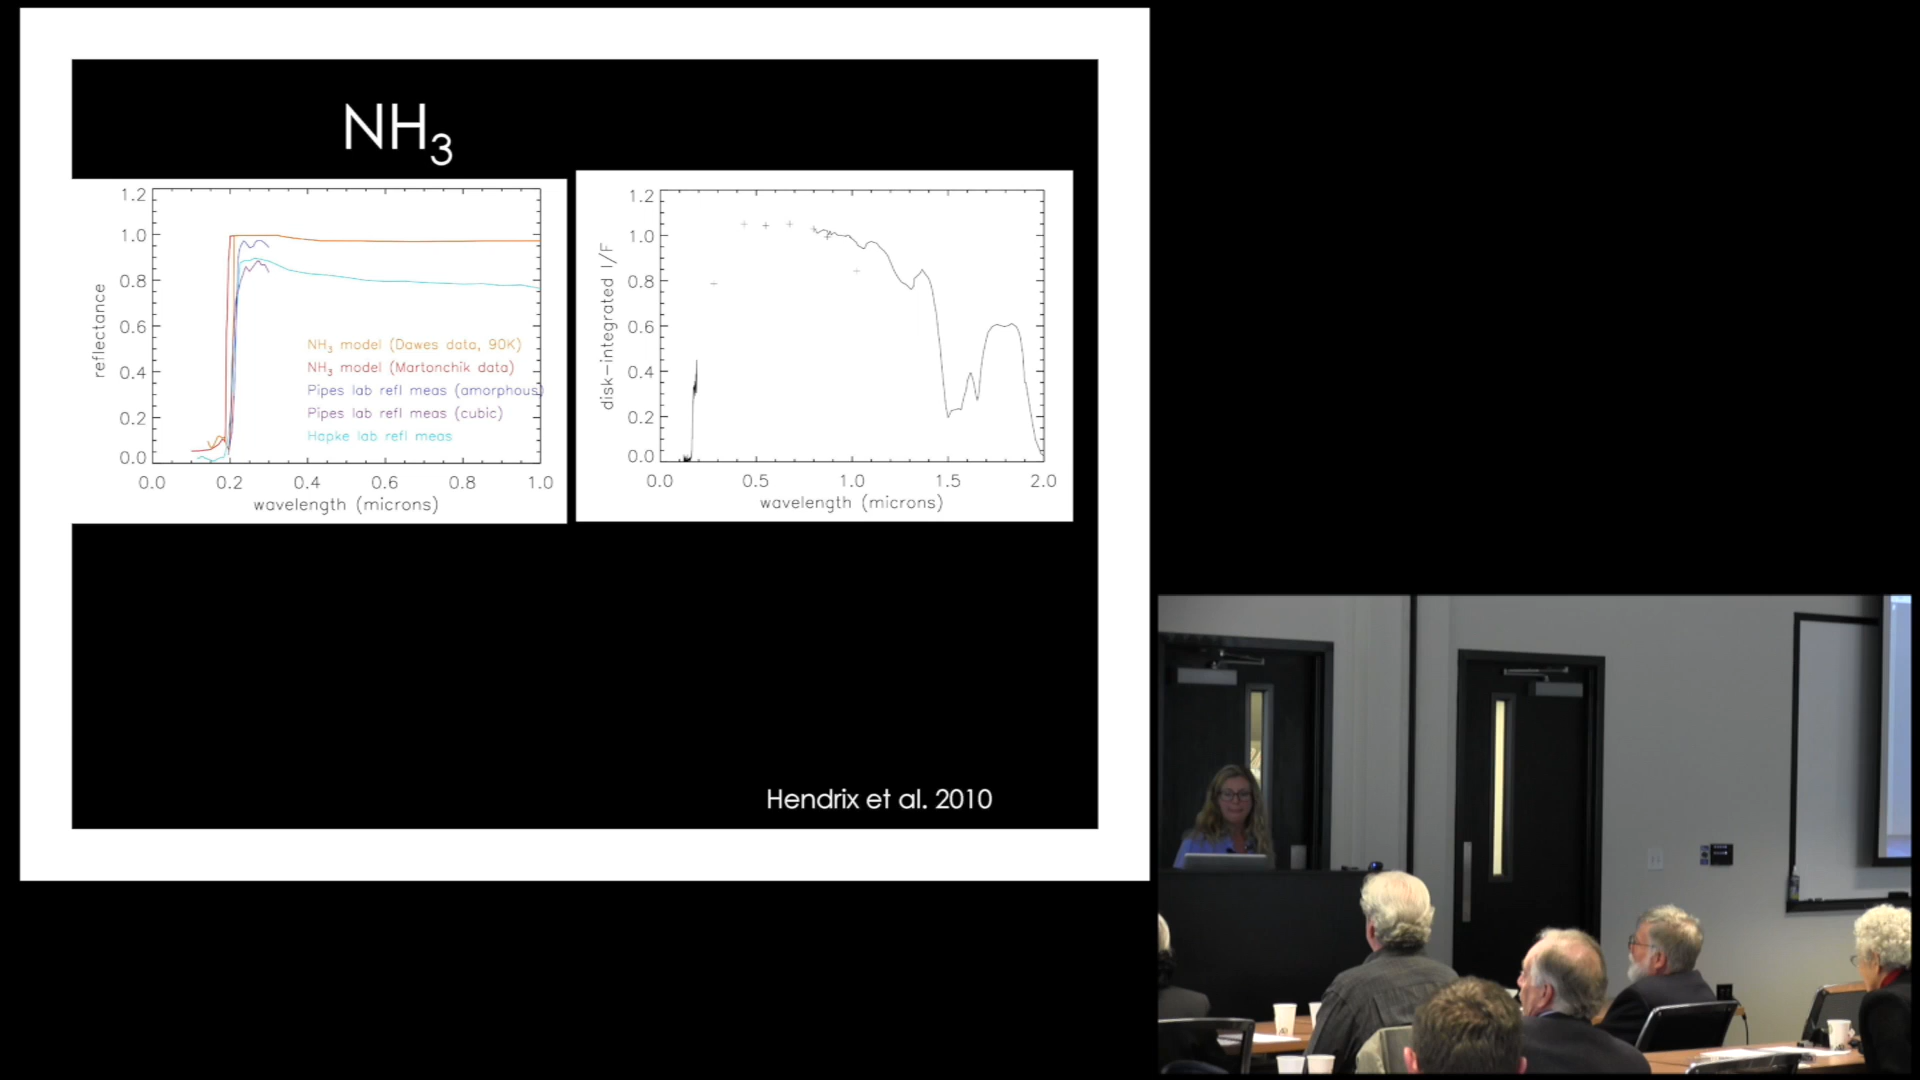 NH3
1.2
1.0
0.8
0.6
0.4
0.2
0.0
reflectance
NH3 model (Dawes data, 90K)
NH3 model (Martonchik data)
Pipes lab refl meas (amorphous)
Pipes lab refl meas (cubic)
Hapke lab refl meas
0.0 0.2 0.4 0.6 0.8 1.0
wavelength (microns)
1.2
1.0
0.8
0.6
0.4
0.2
0.0
disk-integrated I/F
0.0 0.5 1.0 1.5 2.0
wavelength (microns)
Hendrix et al. 2010